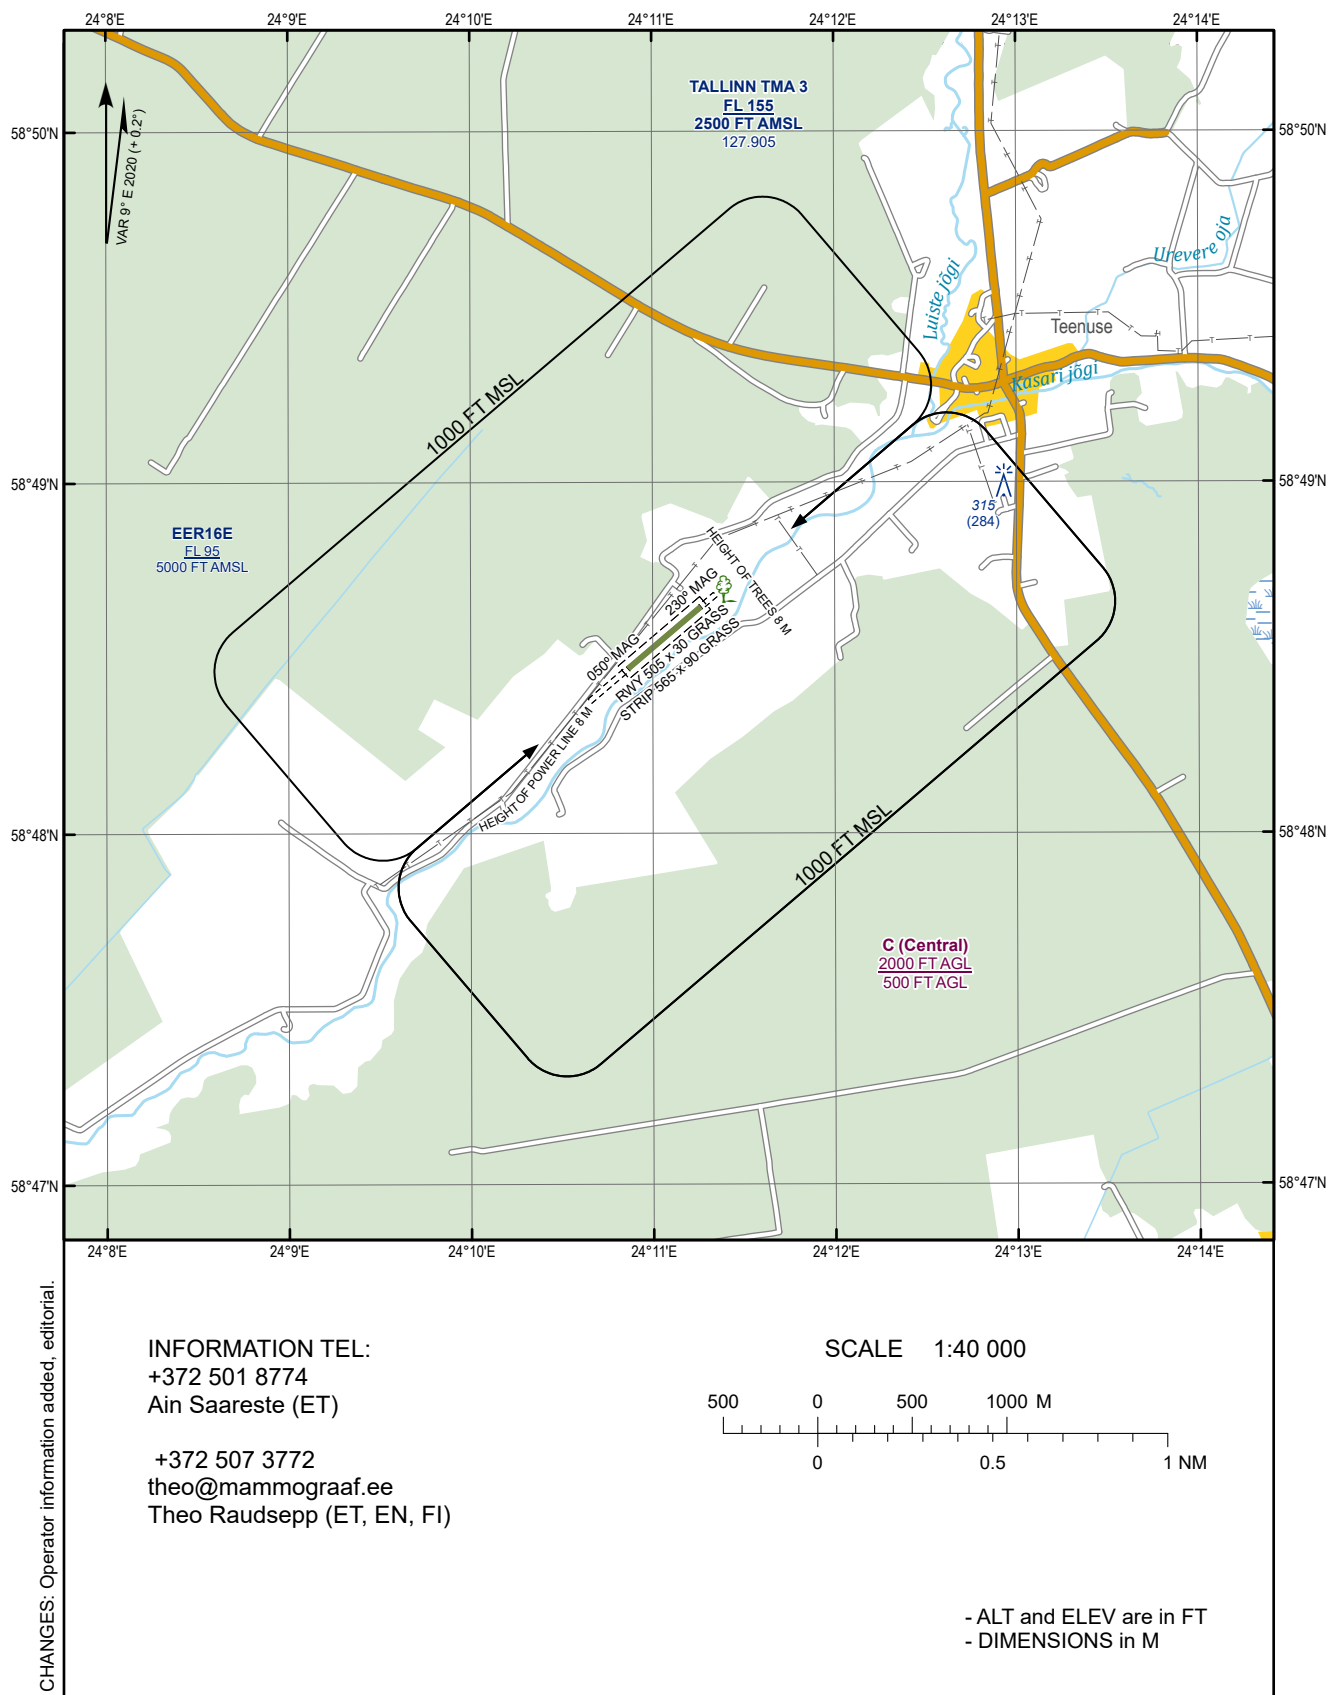 24°8'E
24°9'E
24°10'E
24°11'E
24°12'E
24°13'E
24°14'E
TALLINN TMA 3
FL 155
2500 FT AMSL
127.905
58°50'N
58°50'N
VAR 9° E 2020 (+ 0.2°)
Urevere oja
Luiste jõgi
Teenuse
Kasari jõgi
1000 FT MSL
58°49'N
58°49'N
315
(284)
EER16E
FL 95
5000 FT AMSL
HEIGHT OF TREES 8 M
230° MAG
050° MAG
RWY 505 x 30 GRASS
STRIP 565 x 90 GRASS
HEIGHT OF POWER LINE 8 M
58°48'N
58°48'N
1000 FT MSL
C (Central)
2000 FT AGL
500 FT AGL
58°47'N
58°47'N
24°8'E
24°9'E
24°10'E
24°11'E
24°12'E
24°13'E
24°14'E
CHANGES: Operator information added, editorial.
INFORMATION TEL:
+372 501 8774
Ain Saareste (ET)
+372 507 3772
theo@mammograaf.ee
Theo Raudsepp (ET, EN, FI)
SCALE 1:40 000
500 0 500 1000 M
0 0.5 1 NM
- ALT and ELEV are in FT
- DIMENSIONS in M